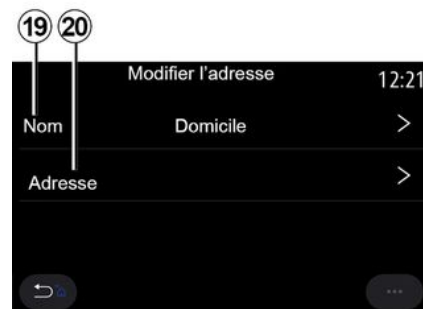 19 20
Modifier l'adresse 12:21
Nom Domicile >
Adresse >
...